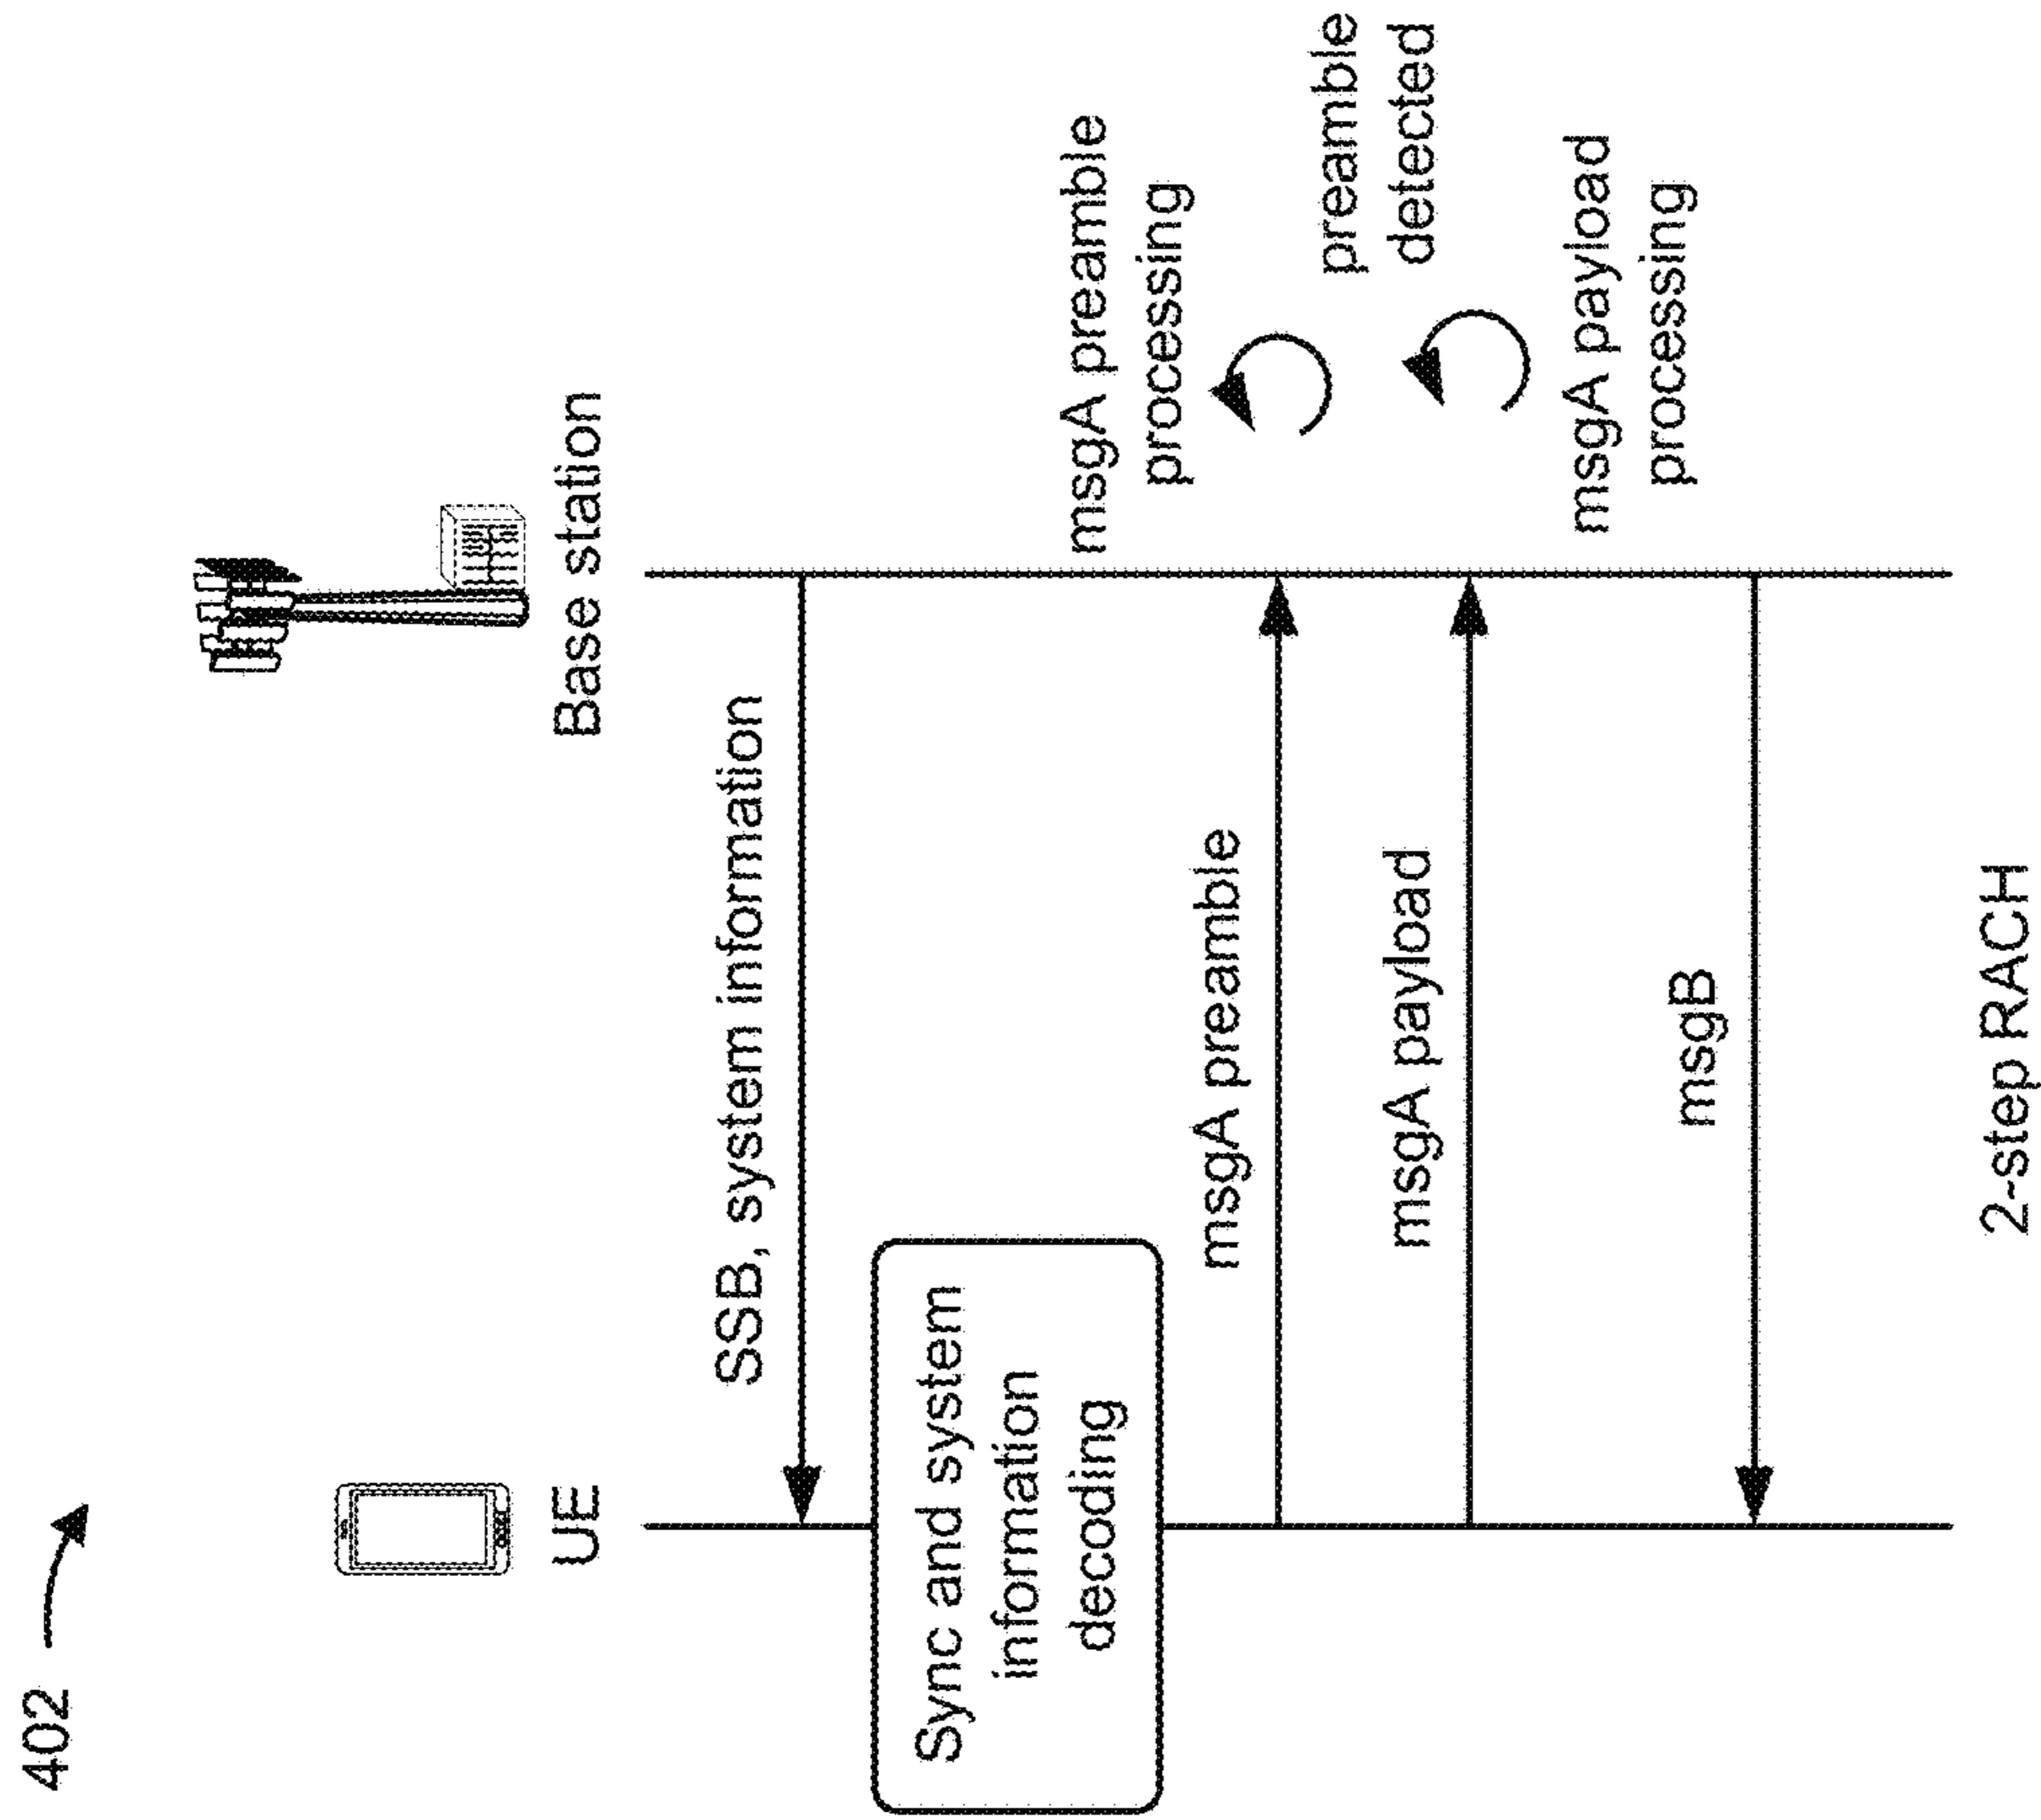 402
UE
Base station
SSB, system information
Sync and system
information
decoding
msgA preamble
processing
msgA preamble
preamble
detected
msgA payload
msgA payload
processing
msgB
2-step RACH